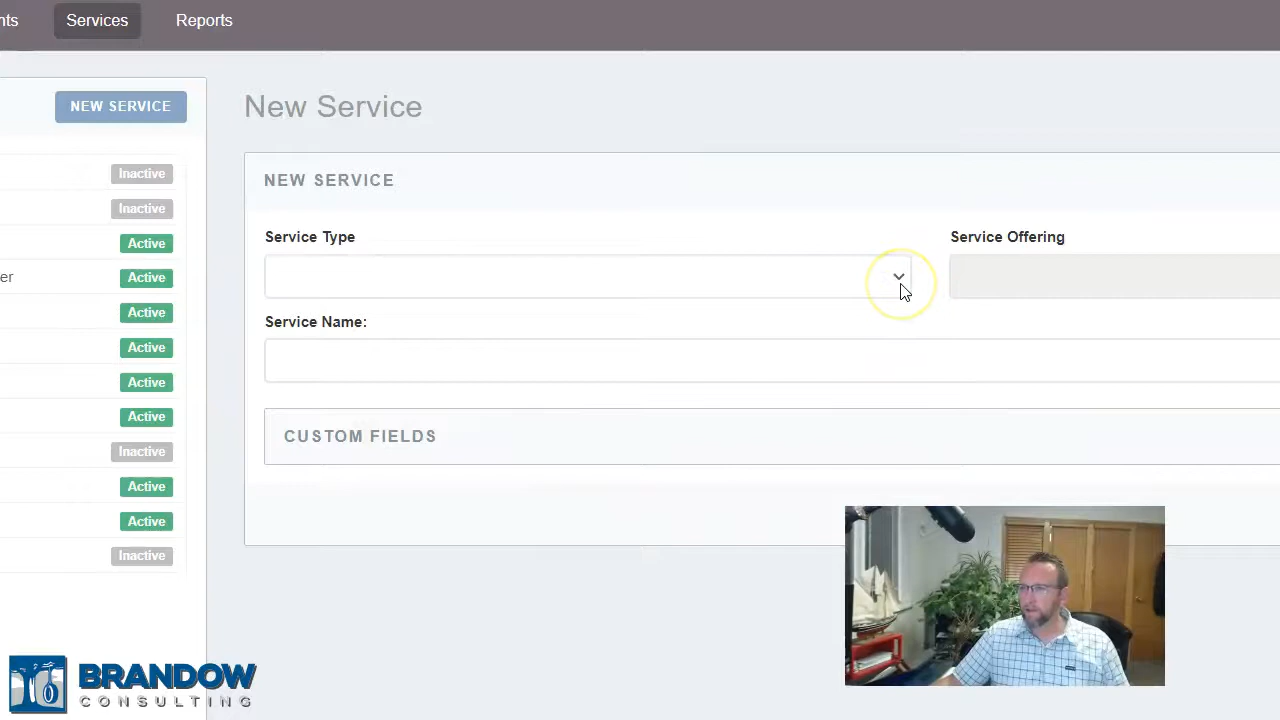 nts
Services
Reports
NEW SERVICE
Inactive
Inactive
Active
er
Active
Active
Active
Active
Active
Inactive
Active
Active
Inactive
New Service
NEW SERVICE
Service Type
Service Offering
Service Name:
CUSTOM FIELDS
BRANDOW
CONSULTING